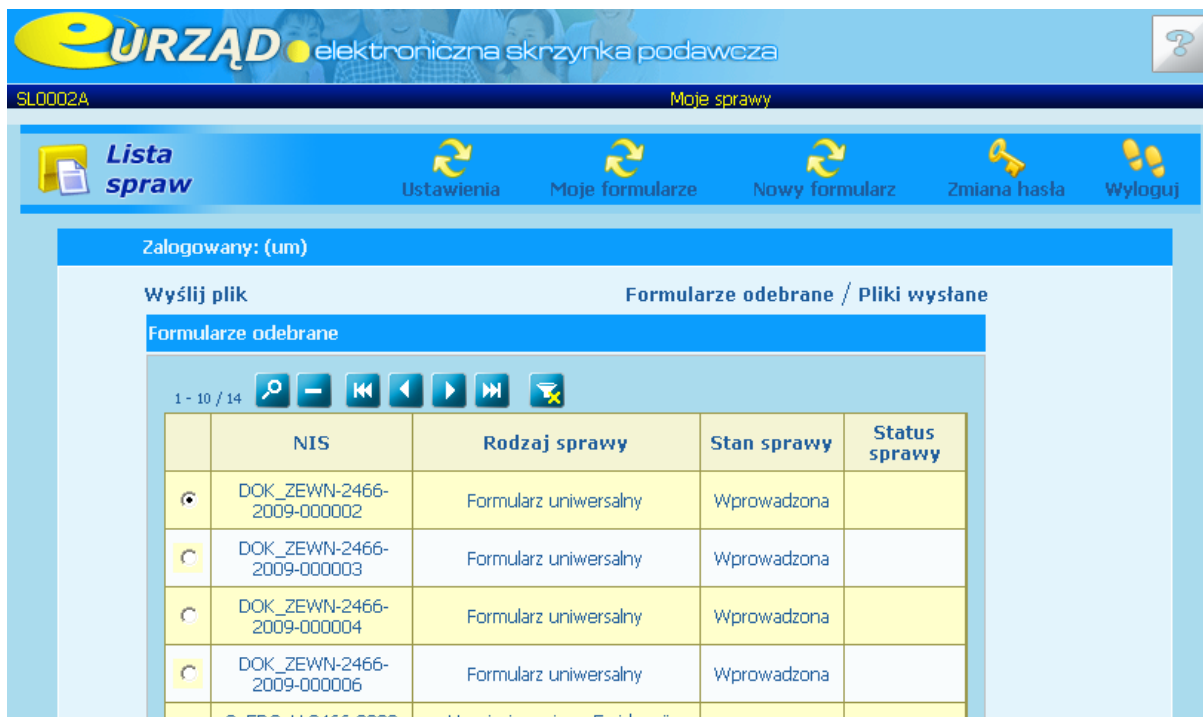 eURZĄD elektroniczna skrzynka podawcza
?
SL0002A Moje sprawy
Lista
spraw
Ustawienia Moje formularze Nowy formularz Zmiana hasła Wyloguj
Zalogowany: (um)
Wyślij plik Formularze odebrane / Pliki wysłane
Formularze odebrane
1 - 10 / 14
NIS Rodzaj sprawy Stan sprawy Status
sprawy
DOK_ZEWN-2466-
2009-000002 Formularz uniwersalny Wprowadzona
DOK_ZEWN-2466-
2009-000003 Formularz uniwersalny Wprowadzona
DOK_ZEWN-2466-
2009-000004 Formularz uniwersalny Wprowadzona
DOK_ZEWN-2466-
2009-000006 Formularz uniwersalny Wprowadzona